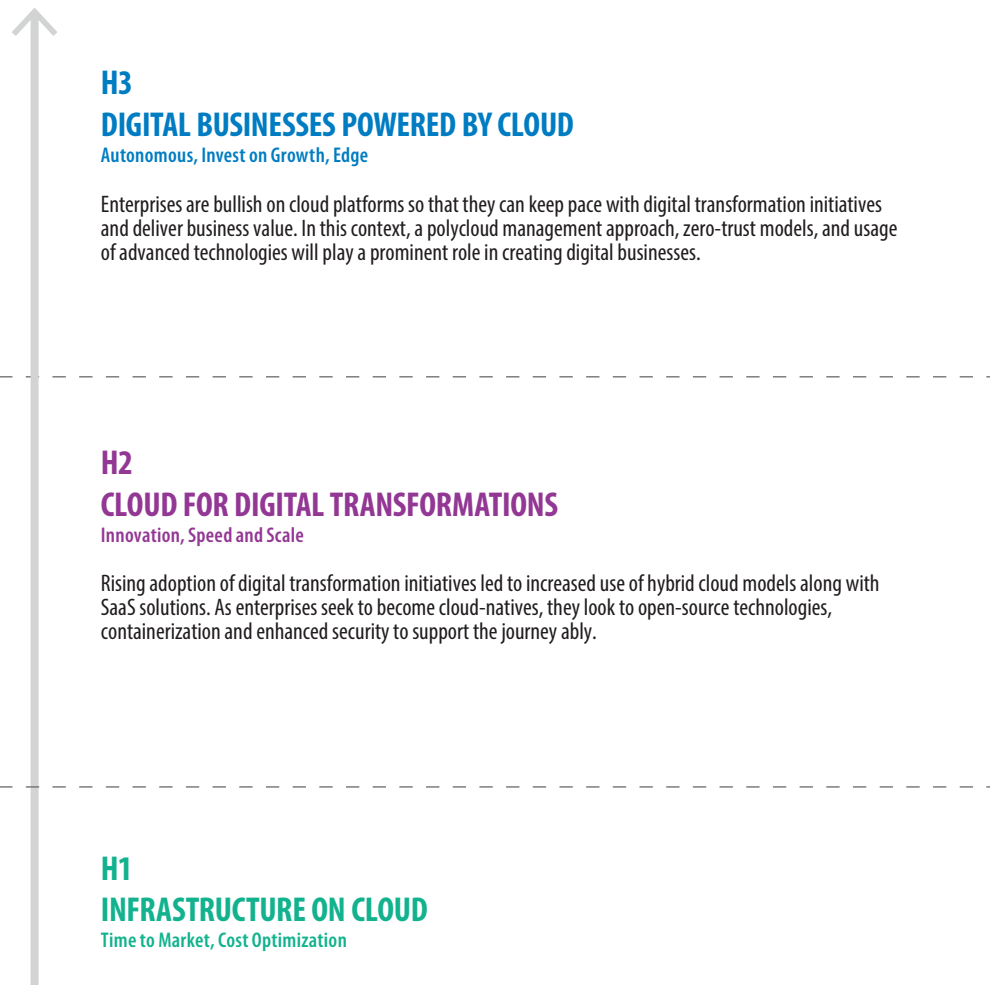 H3
DIGITAL BUSINESSES POWERED BY CLOUD
Autonomous, Invest on Growth, Edge
Enterprises are bullish on cloud platforms so that they can keep pace with digital transformation initiatives
and deliver business value. In this context, a polycloud management approach, zero-trust models, and usage
of advanced technologies will play a prominent role in creating digital businesses.
H2
CLOUD FOR DIGITAL TRANSFORMATIONS
Innovation, Speed and Scale
Rising adoption of digital transformation initiatives led to increased use of hybrid cloud models along with
SaaS solutions. As enterprises seek to become cloud-natives, they look to open-source technologies,
containerization and enhanced security to support the journey ably.
H1
INFRASTRUCTURE ON CLOUD
Time to Market, Cost Optimization